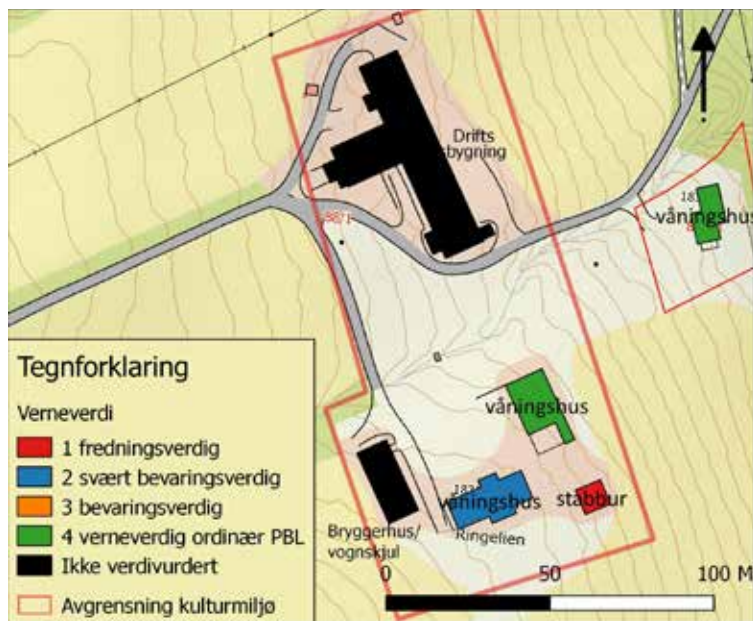 Drifts
bygning
våningshus
våningshus
våningshus
stabbur
Ringelien
Bryggerhus/
vognskjul
Tegnforklaring
Verneverdi
1 fredningsverdig
2 svært bevaringsverdig
3 bevaringsverdig
4 verneverdig ordinær PBL
Ikke verdivurdert
Avgrensning kulturmiljø
0 50 100 M